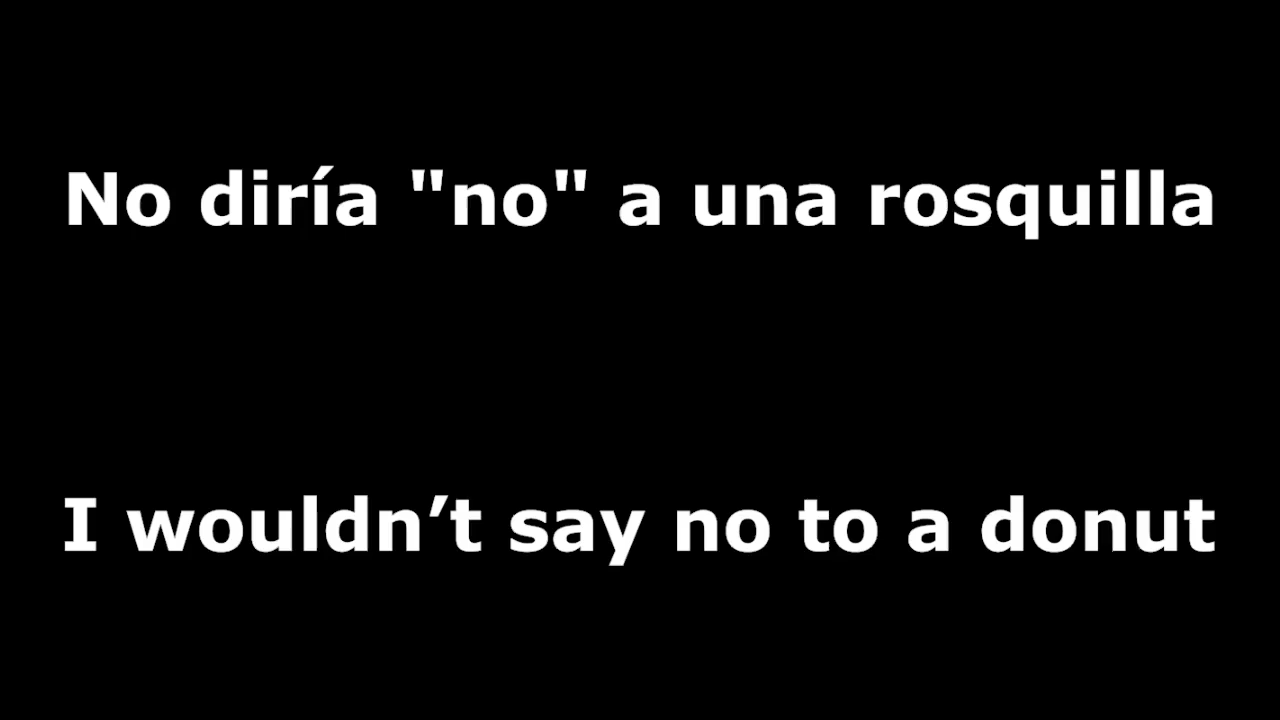 No diría "no" a una rosquilla
I wouldn’t say no to a donut